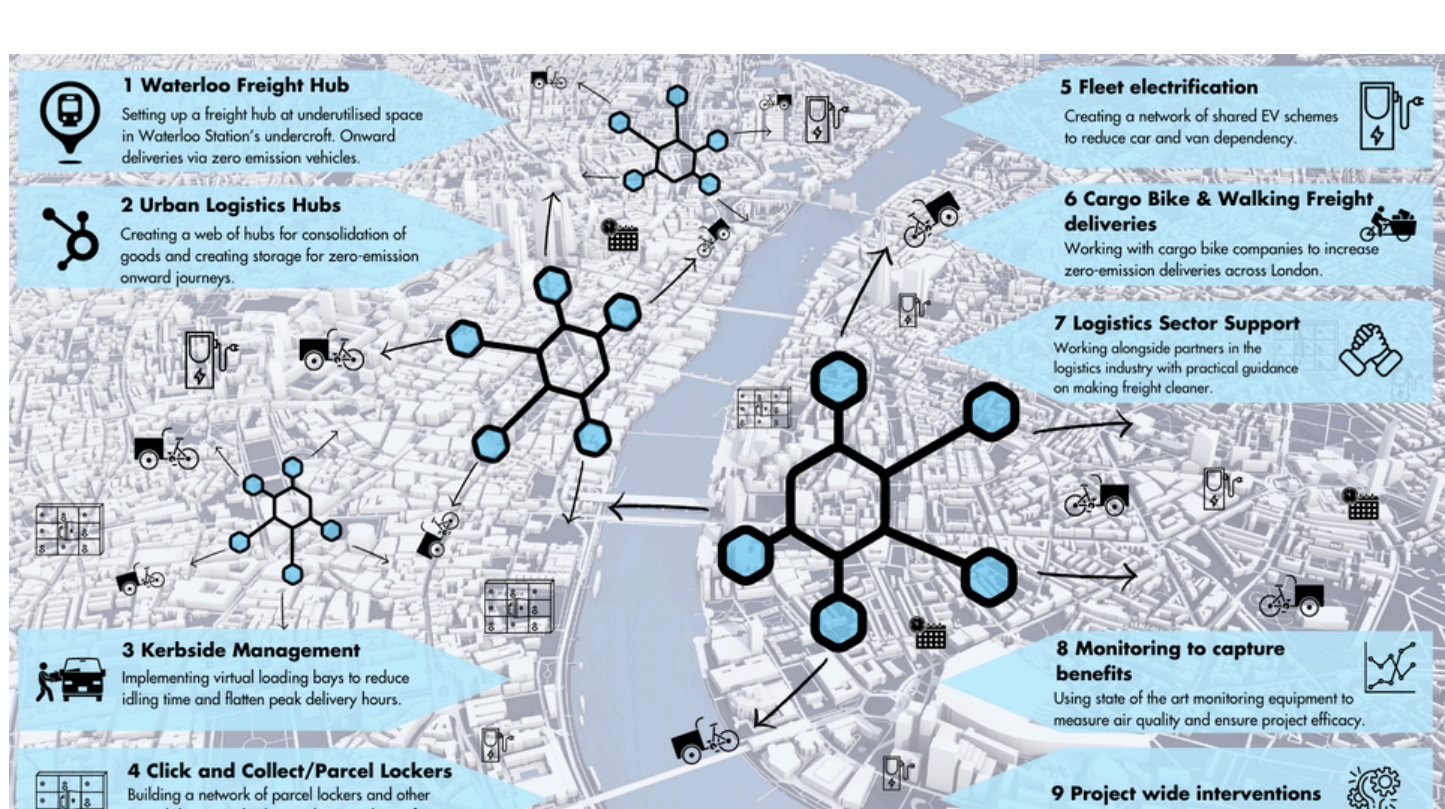 1 Waterloo Freight Hub
Setting up a freight hub at underutilised space
in Waterloo Station's undercroft. Onward
deliveries via zero emission vehicles.
2 Urban Logistics Hubs
Creating a web of hubs for consolidation of
goods and creating storage for zero-emission
onward journeys.
3 Kerbside Management
Implementing virtual loading bays to reduce
idling time and flatten peak delivery hours.
4 Click and Collect/Parcel Lockers
Building a network of parcel lockers and other
5 Fleet electrification
Creating a network of shared EV schemes
to reduce car and van dependency.
6 Cargo Bike & Walking Freight
deliveries
Working with cargo bike companies to increase
zero-emission deliveries across London.
7 Logistics Sector Support
Working alongside partners in the
logistics industry with practical guidance
on making freight cleaner.
8 Monitoring to capture
benefits
Using state of the art monitoring equipment to
measure air quality and ensure project efficacy.
9 Project wide interventions